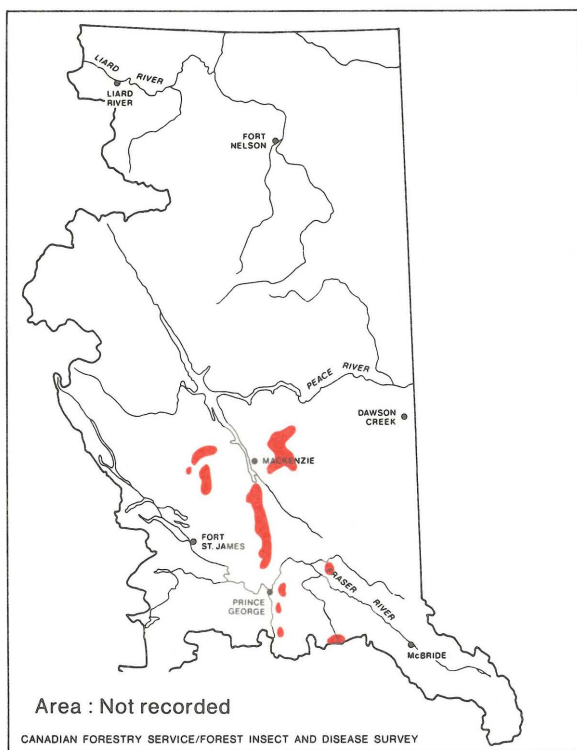 LIARD RIVER
LIARD
RIVER
FORT
NELSON
PEACE RIVER
DAWSON
CREEK
MACKENZIE
FORT
ST. JAMES
FRASER RIVER
PRINCE
GEORGE
McBRIDE
Area : Not recorded
CANADIAN FORESTRY SERVICE/FOREST INSECT AND DISEASE SURVEY